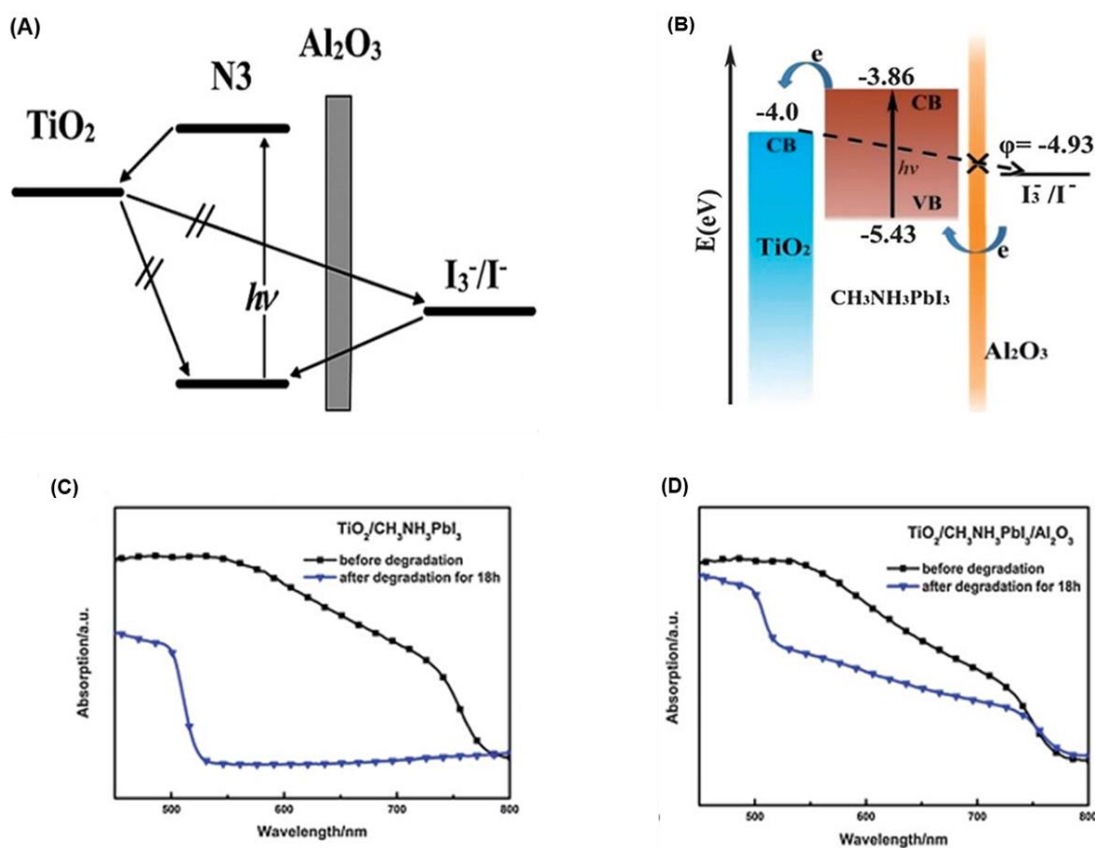 (A)
Al₂O₃
N3
TiO₂
hν
I₃⁻/I⁻
(B)
E(eV)
e
-4.0
CB
TiO₂
-3.86
CB
hν
VB
-5.43
CH₃NH₃PbI₃
φ= -4.93
I₃⁻/I⁻
e
Al₂O₃
(C)
Absorption/a.u.
TiO₂/CH₃NH₃PbI₃
before degradation
after degradation for 18h
500 600 700 800
Wavelength/nm
(D)
Absorption/a.u.
TiO₂/CH₃NH₃PbI₃/Al₂O₃
before degradation
after degradation for 18h
500 600 700 800
Wavelength/nm